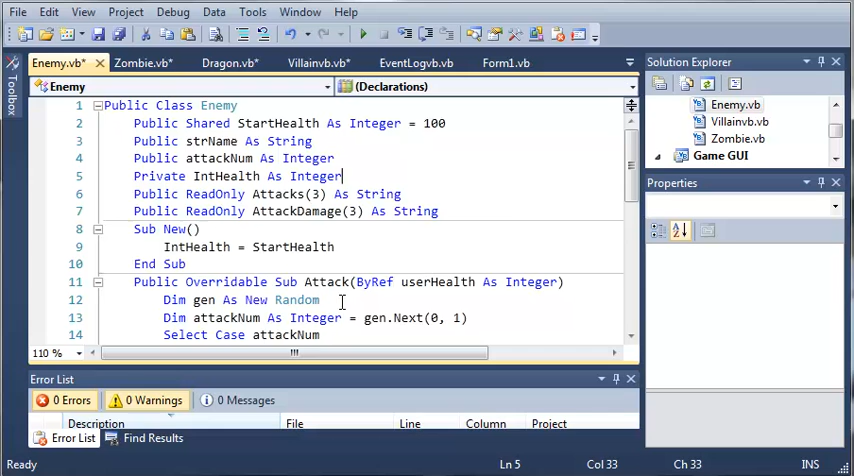 File Edit View Project Debug Data Tools Window Help
Enemy.vb* Zombie.vb* Dragon.vb* Villainvb.vb* EventLogvb.vb Form1.vb
Toolbox
Enemy (Declarations)
1 Public Class Enemy
2 Public Shared StartHealth As Integer = 100
3 Public strName As String
4 Public attackNum As Integer
5 Private IntHealth As Integer
6 Public ReadOnly Attacks(3) As String
7 Public ReadOnly AttackDamage(3) As String
8 Sub New()
9 IntHealth = StartHealth
10 End Sub
11 Public Overridable Sub Attack(ByRef userHealth As Integer)
12 Dim gen As New Random
13 Dim attackNum As Integer = gen.Next(0, 1)
14 Select Case attackNum
110 %
Solution Explorer
Enemy.vb
Villainvb.vb
Zombie.vb
Game GUI
Properties
Error List
0 Errors 0 Warnings 0 Messages
Description File Line Column Project
Error List Find Results
Ready Ln 5 Col 33 Ch 33 INS